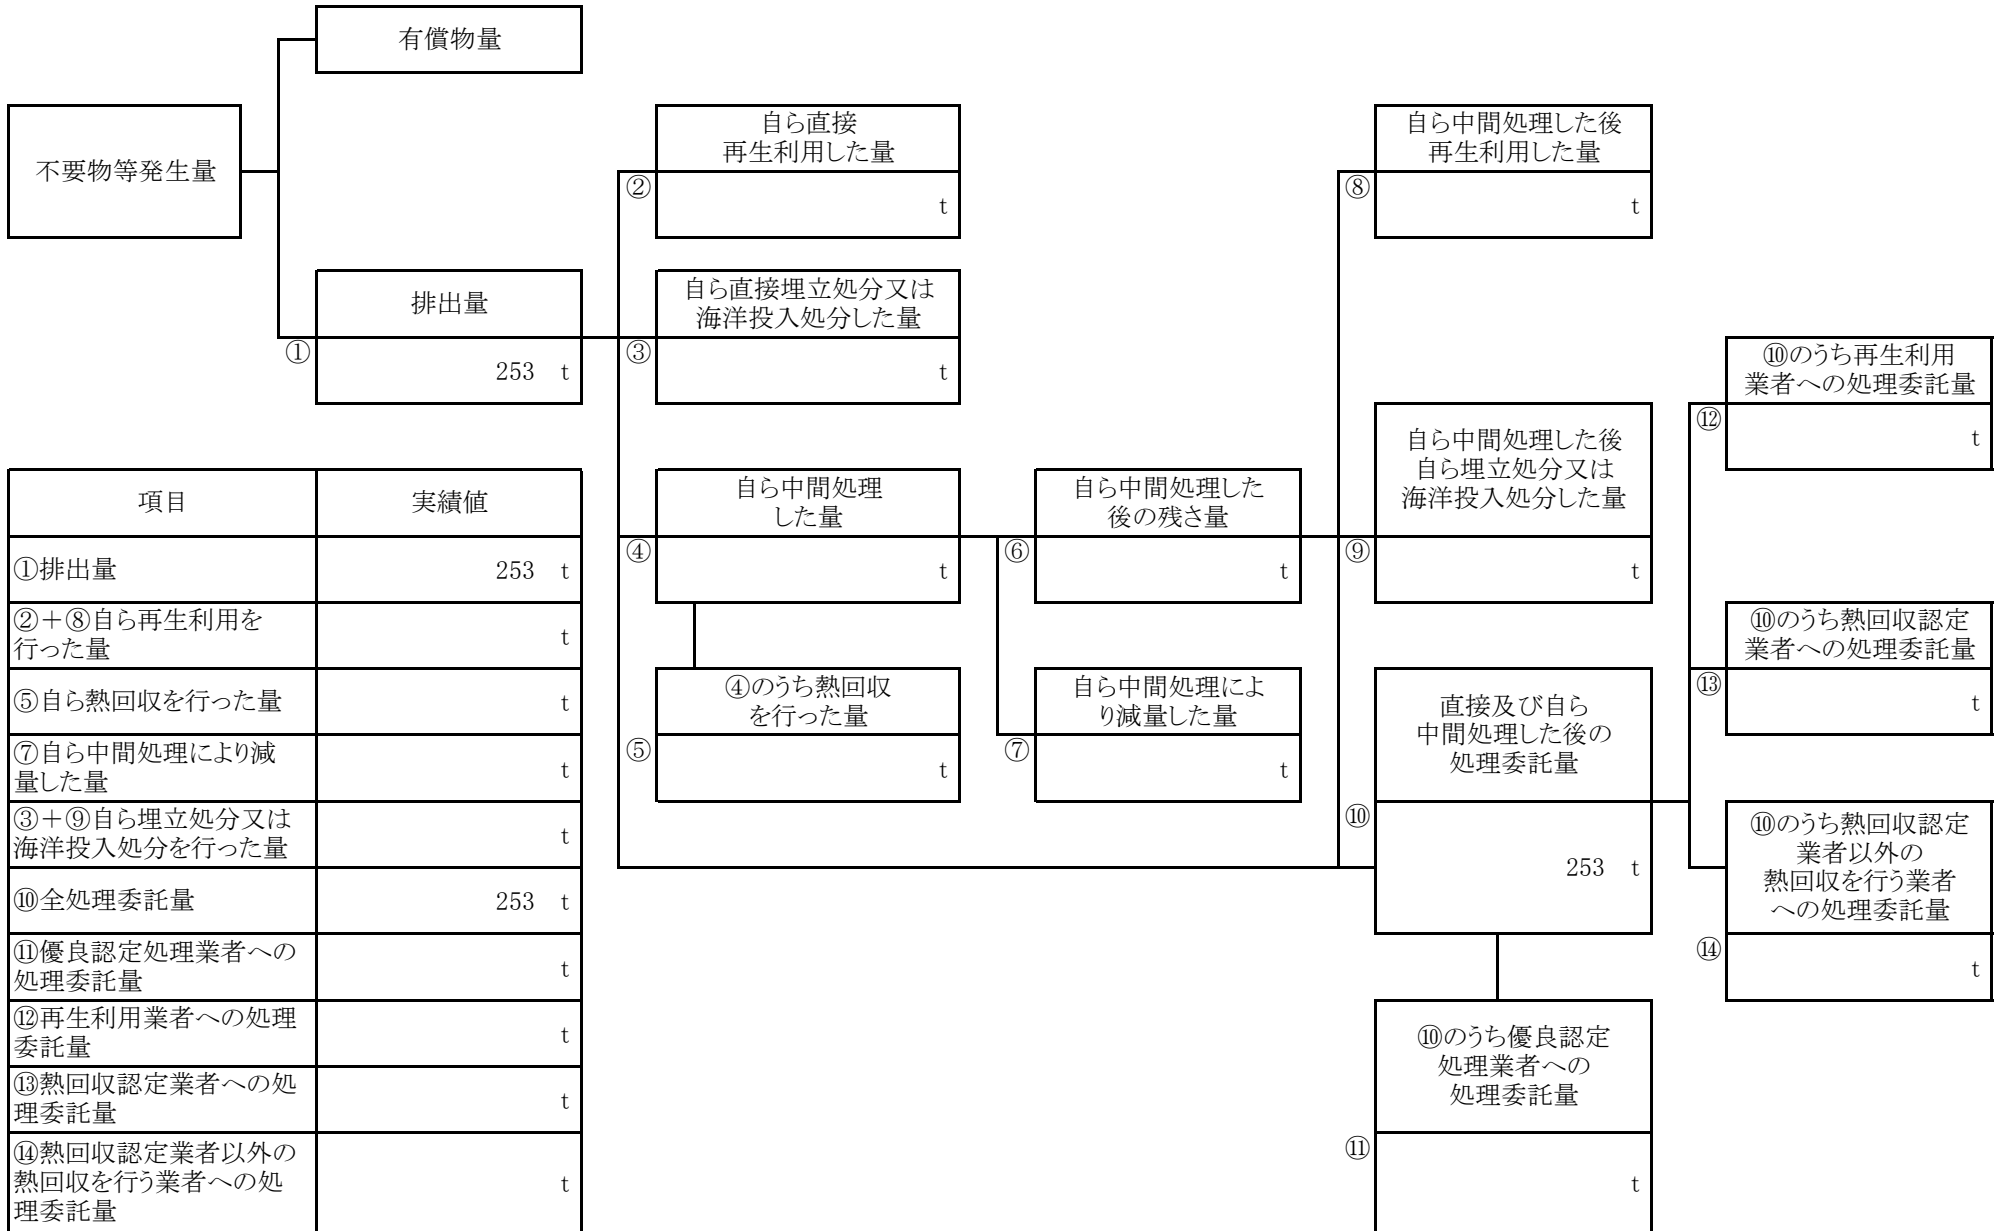 有償物量
不要物等発生量
排出量
①
253 t
自ら直接
再生利用した量
②
t
自ら直接埋立処分又は
海洋投入処分した量
③
t
自ら中間処理
した量
④
t
④のうち熱回収
を行った量
⑤
t
自ら中間処理した
後の残さ量
⑥
t
自ら中間処理によ
り減量した量
⑦
t
自ら中間処理した後
再生利用した量
⑧
t
自ら中間処理した後
自ら埋立処分又は
海洋投入処分した量
⑨
t
直接及び自ら
中間処理した後の
処理委託量
⑩
253 t
⑩のうち優良認定
処理業者への
処理委託量
⑪
t
⑩のうち再生利用
業者への処理委託量
⑫
t
⑩のうち熱回収認定
業者への処理委託量
⑬
t
⑩のうち熱回収認定
業者以外の
熱回収を行う業者
への処理委託量
⑭
t
項目 実績値
①排出量 253 t
②+⑧自ら再生利用を
行った量
t
⑤自ら熱回収を行った量 t
⑦自ら中間処理により減
量した量
t
③+⑨自ら埋立処分又は
海洋投入処分を行った量
t
⑩全処理委託量 253 t
⑪優良認定処理業者への
処理委託量
t
⑫再生利用業者への処理
委託量
t
⑬熱回収認定業者への処
理委託量
t
⑭熱回収認定業者以外の
熱回収を行う業者への処
理委託量
t